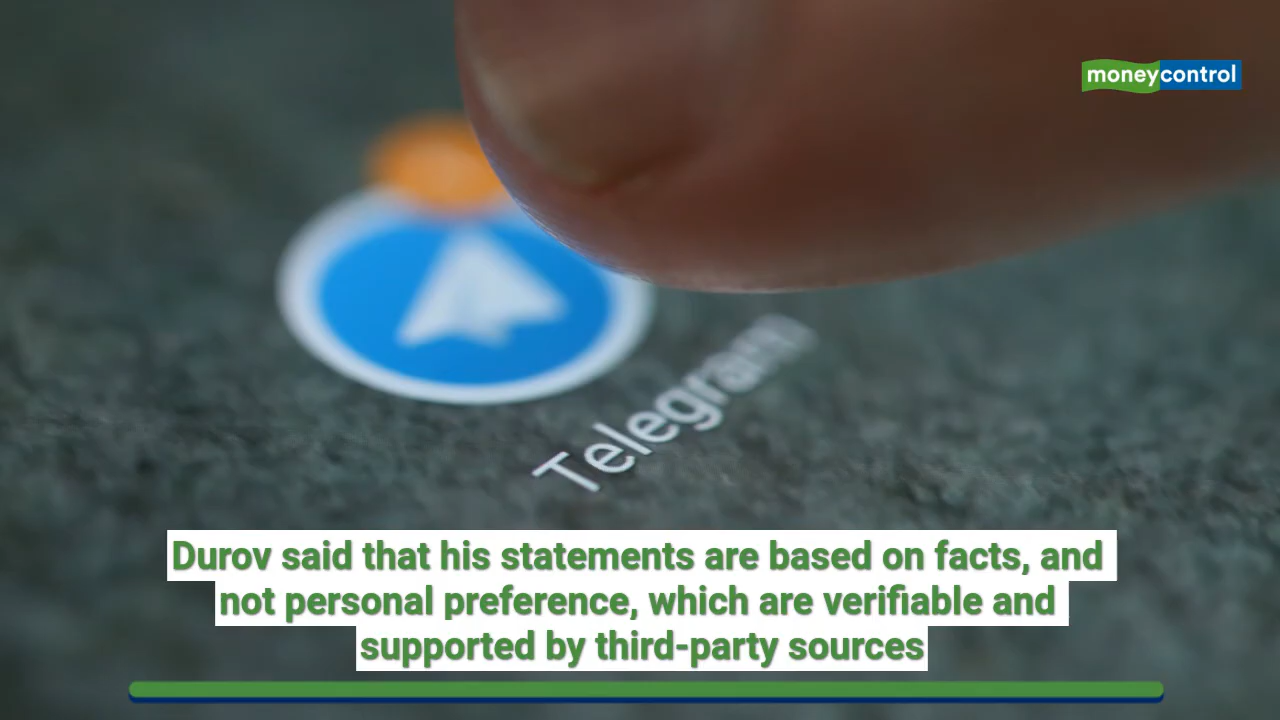 moneycontrol
Telegram
Durov said that his statements are based on facts, and
not personal preference, which are verifiable and
supported by third-party sources